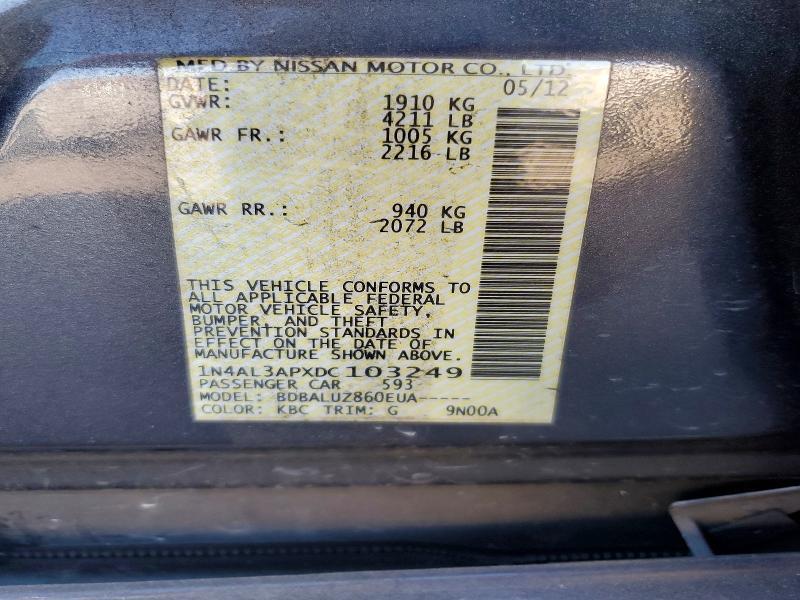 MFD BY NISSAN MOTOR CO., LTD.
DATE: 05/12
GVWR: 1910 KG
4211 LB
GAWR FR.: 1005 KG
2216 LB
GAWR RR.: 940 KG
2072 LB
THIS VEHICLE CONFORMS TO
ALL APPLICABLE FEDERAL
MOTOR VEHICLE SAFETY,
BUMPER, AND THEFT
PREVENTION STANDARDS IN
EFFECT ON THE DATE OF
MANUFACTURE SHOWN ABOVE.
1N4AL3APXDC103249
PASSENGER CAR 593
MODEL: BDBALUZ860EUA-----
COLOR: KBC TRIM: G 9N00A